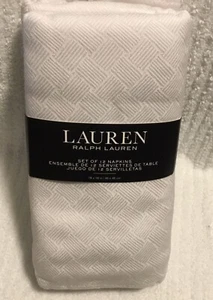 LAUREN
RALPH LAUREN
SET OF 12 NAPKINS
ENSEMBLE DE 12 SERVIETTES DE TABLE
JUEGO DE 12 SERVILLETAS